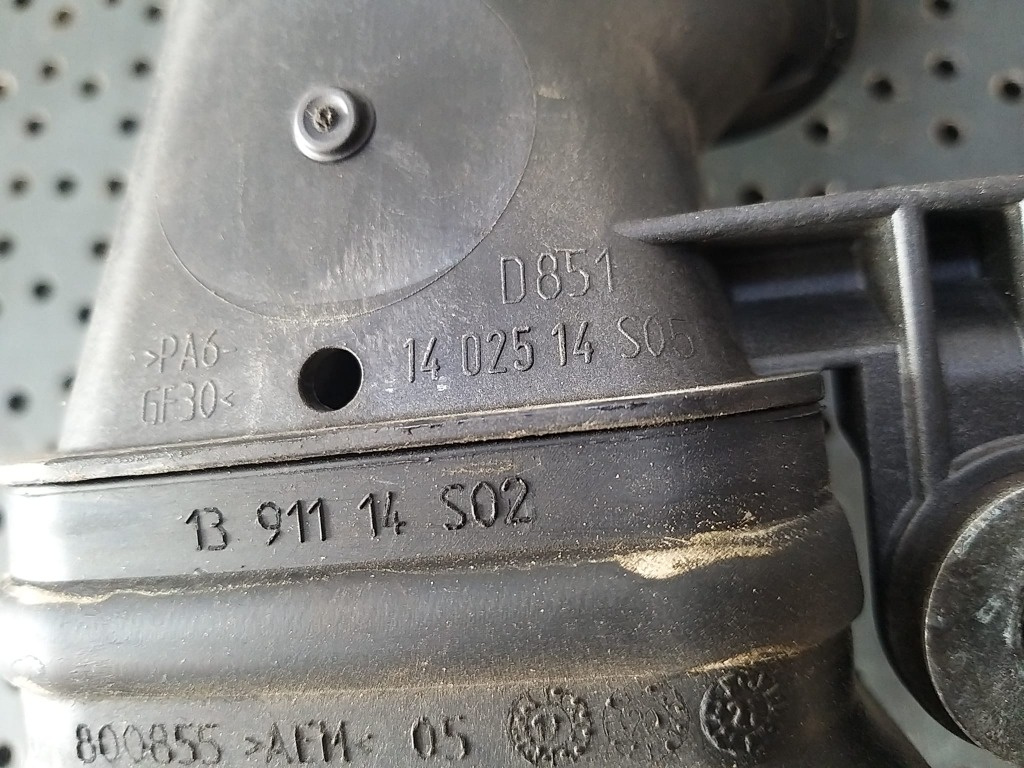 D851
>PA6-
GF30<
14 025 14 S05
13 911 14 S02
800855 >AEM< 05